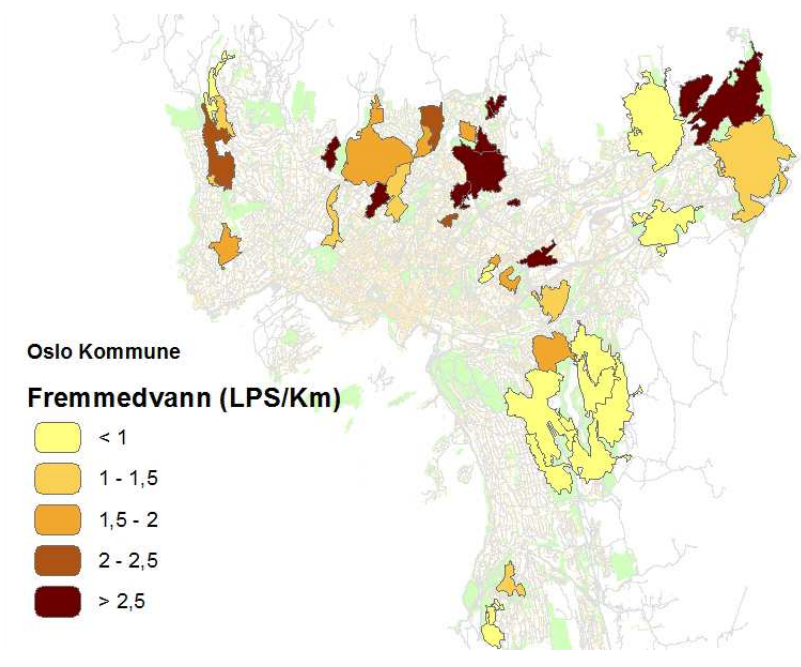 Oslo Kommune
Fremmedvann (LPS/Km)
< 1
1 - 1,5
1,5 - 2
2 - 2,5
> 2,5